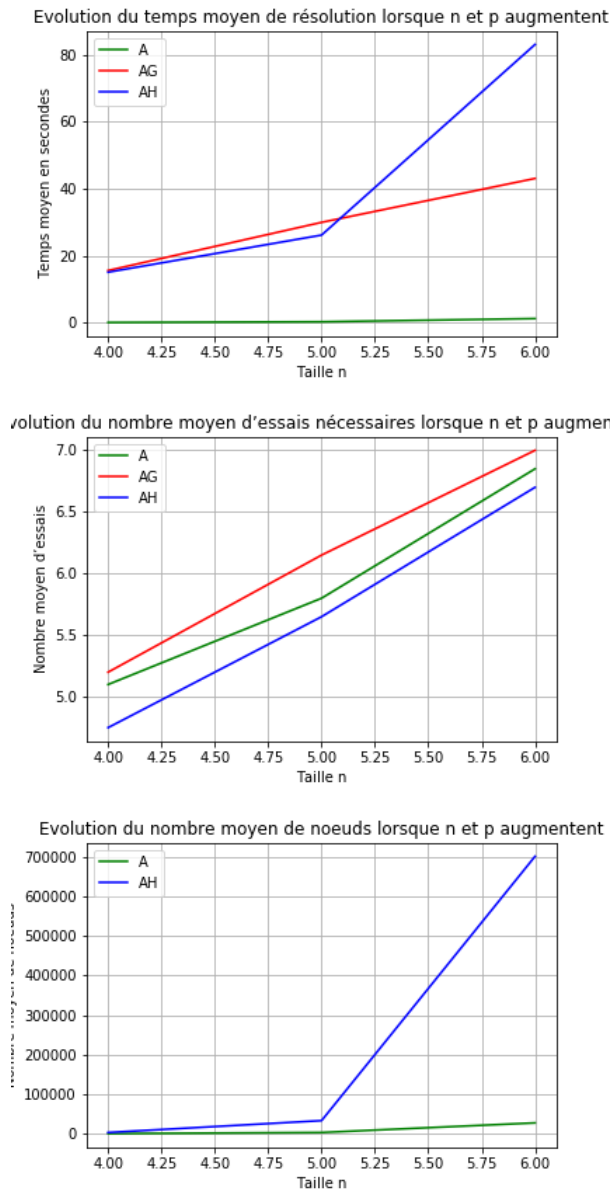 Evolution du temps moyen de résolution lorsque n et p augmentent
A
AG
AH
Temps moyen en secondes
80
60
40
20
0
4.00 4.25 4.50 4.75 5.00 5.25 5.50 5.75 6.00
Taille n
volution du nombre moyen d'essais nécessaires lorsque n et p augmen
A
AG
AH
Nombre moyen d'essais
7.0
6.5
6.0
5.5
5.0
4.00 4.25 4.50 4.75 5.00 5.25 5.50 5.75 6.00
Taille n
Evolution du nombre moyen de noeuds lorsque n et p augmentent
A
AH
Nombre moyen de noeuds
700000
600000
500000
400000
300000
200000
100000
0
4.00 4.25 4.50 4.75 5.00 5.25 5.50 5.75 6.00
Taille n